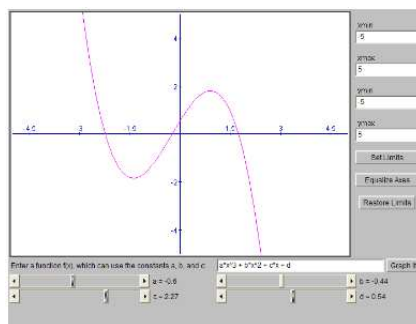 xmin
-5
4
xmax
5
2
ymin
-5
-4.5 -3 -1.5 1.5 3 4.5
ymax
5
-2
Set Limits
Equalize Axes
Restore Limits
-4
Enter a function f(x), which can use the constants a, b, and c:
a*x^3 + b*x^2 + c*x + d
Graph It
a = -0.6
b = -0.44
c = 2.27
d = 0.54